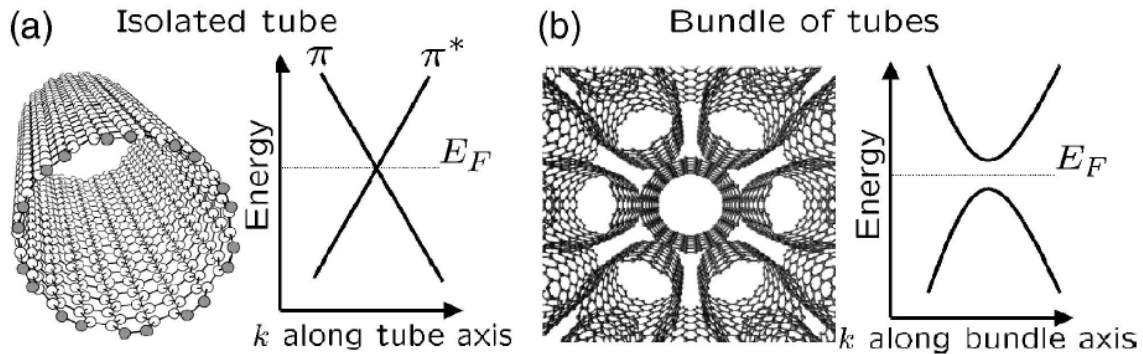 (a) Isolated tube
π π*
Energy
E_F
k along tube axis
(b) Bundle of tubes
Energy
E_F
k along bundle axis